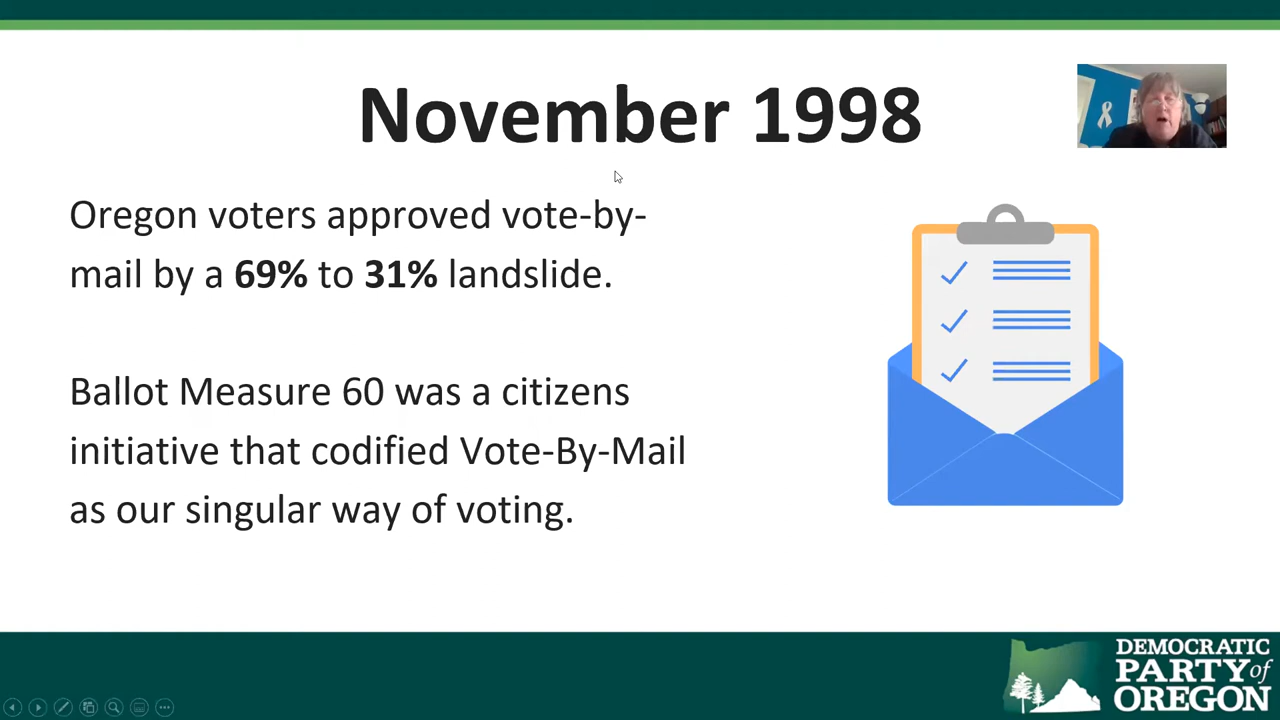 November 1998
Oregon voters approved vote-by-
mail by a 69% to 31% landslide.
Ballot Measure 60 was a citizens
initiative that codified Vote-By-Mail
as our singular way of voting.
DEMOCRATIC
PARTY of
OREGON